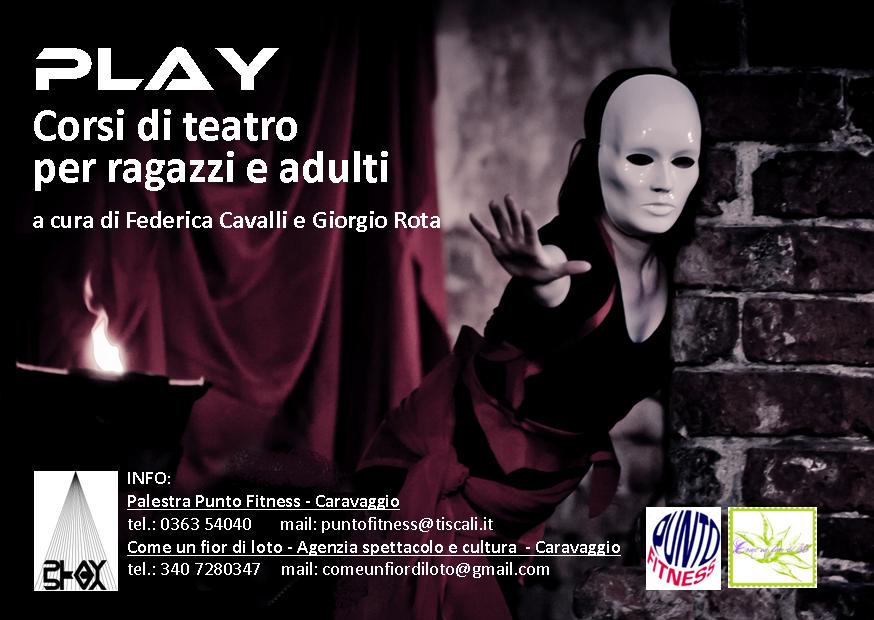 PLAY
Corsi di teatro
per ragazzi e adulti
a cura di Federica Cavalli e Giorgio Rota
INFO:
Palestra Punto Fitness - Caravaggio
tel.: 0363 54040 mail: puntofitness@tiscali.it
Come un fior di loto - Agenzia spettacolo e cultura - Caravaggio
tel.: 340 7280347 mail: comeunfiordiloto@gmail.com
PUNTO
FITNESS